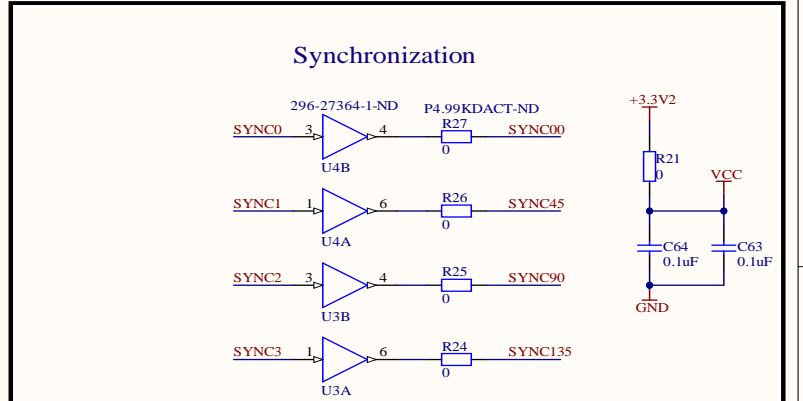 Synchronization
296-27364-1-ND
P4.99KDACT-ND
SYNC0 3 4 R27 SYNC00
0
U4B
SYNC1 1 6 R26 SYNC45
0
U4A
SYNC2 3 4 R25 SYNC90
0
U3B
SYNC3 1 6 R24 SYNC135
0
U3A
+3.3V2
R21
0
VCC
C64
0.1uF
C63
0.1uF
GND